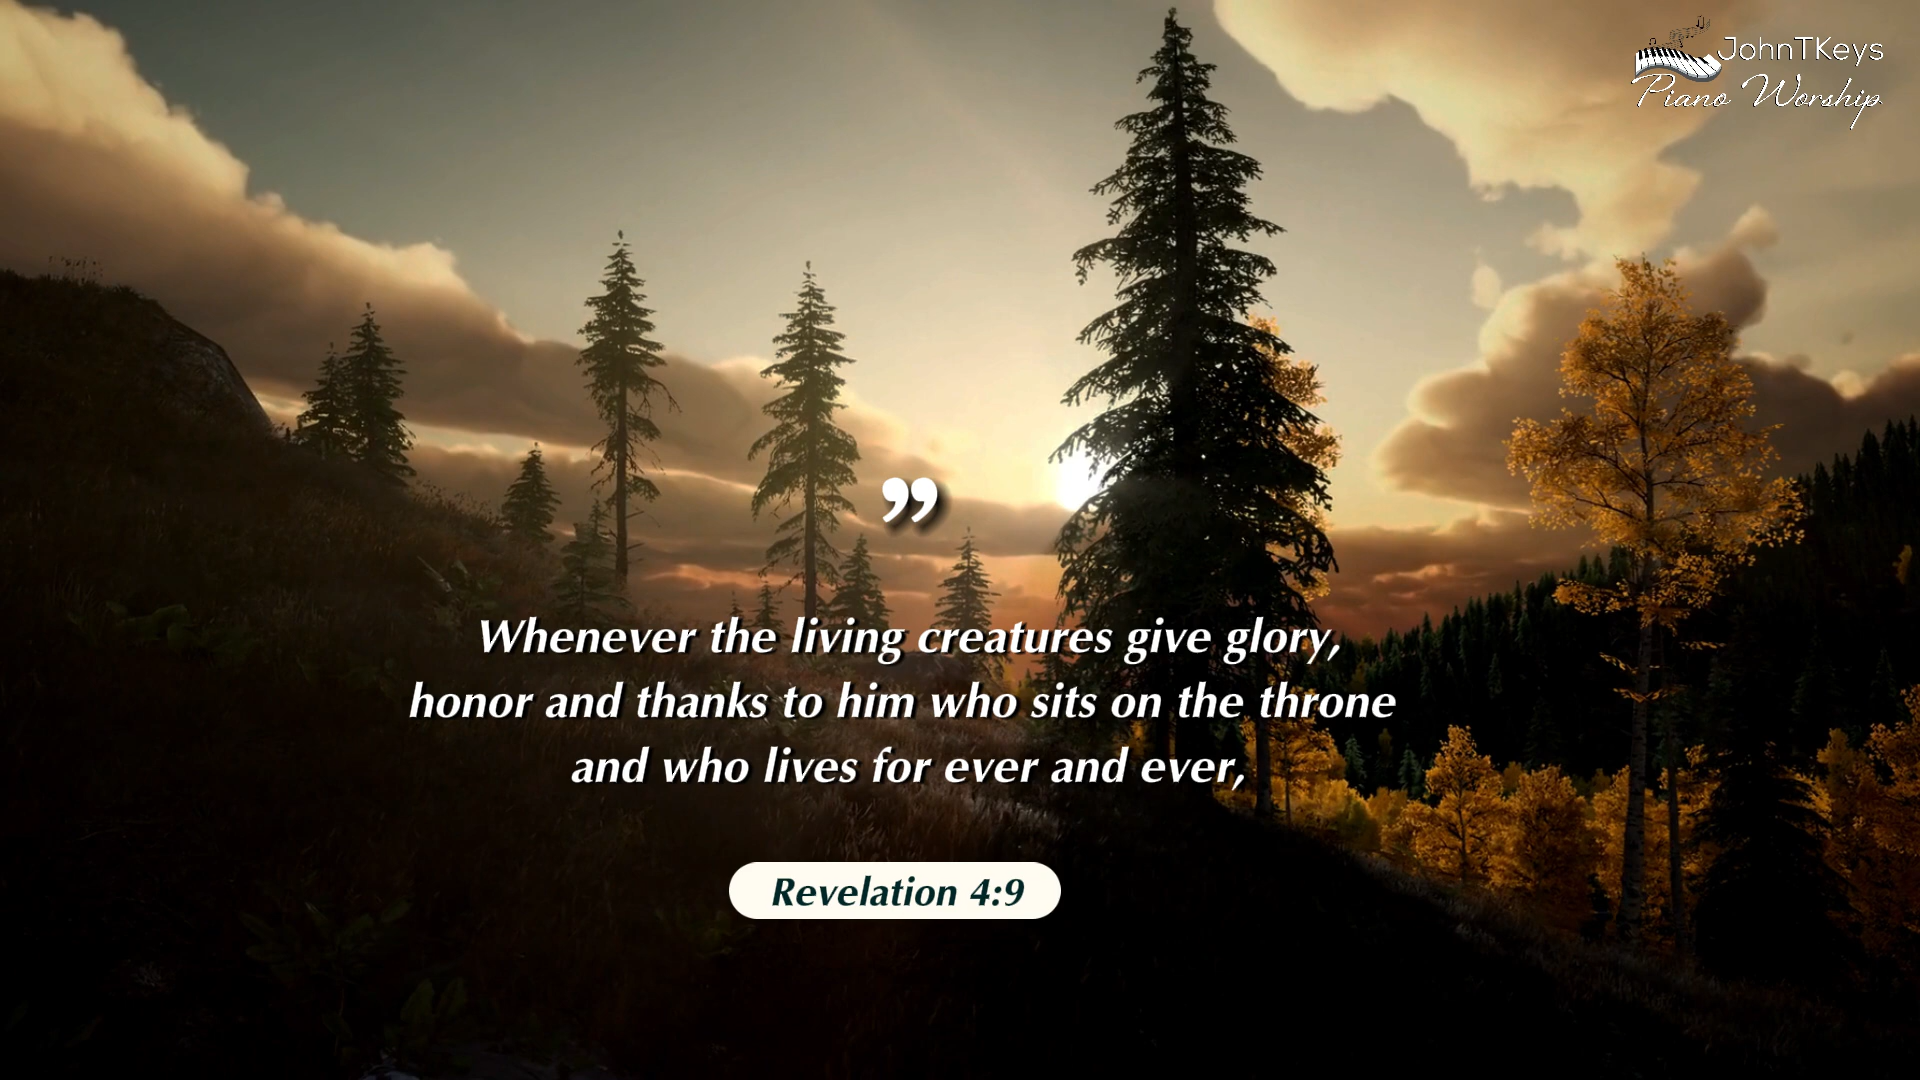 JohnTKeys
Piano Worship
”
Whenever the living creatures give glory,
honor and thanks to him who sits on the throne
and who lives for ever and ever,
Revelation 4:9